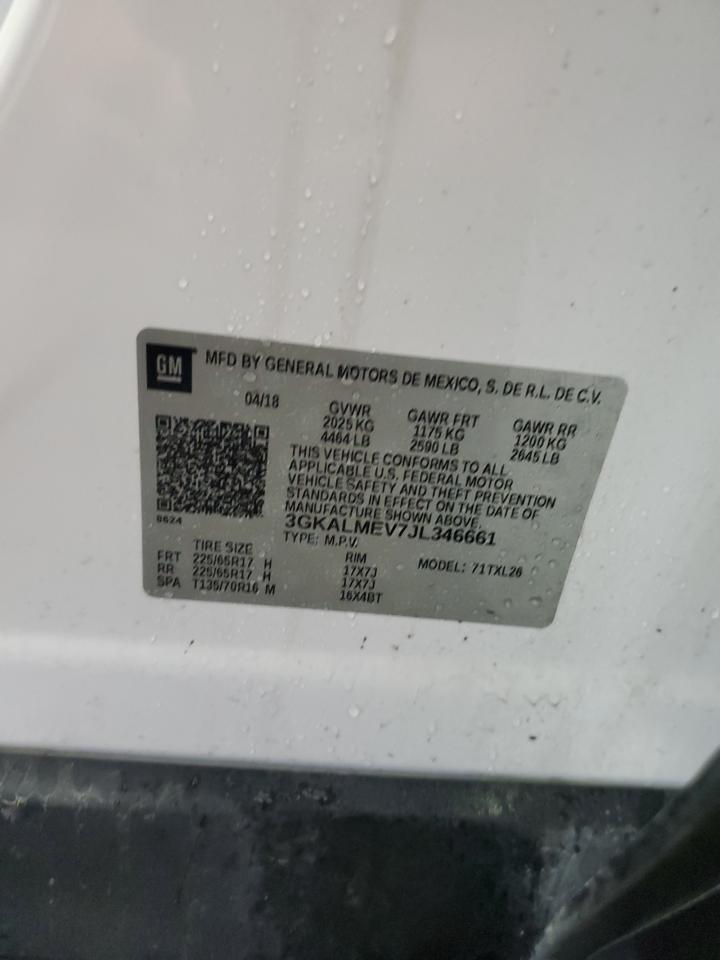 GM MFD BY GENERAL MOTORS DE MEXICO, S. DE R.L. DE C.V.
04/18 GVWR GAWR FRT GAWR RR
2025 KG 1175 KG 1200 KG
4464 LB 2590 LB 2645 LB
THIS VEHICLE CONFORMS TO ALL
APPLICABLE U.S. FEDERAL MOTOR
VEHICLE SAFETY AND THEFT PREVENTION
STANDARDS IN EFFECT ON THE DATE OF
MANUFACTURE SHOWN ABOVE.
3GKALMEV7JL346661
TYPE: M.P.V.
TIRE SIZE RIM MODEL: 71TXL26
FRT 225/65R17 H 17X7J
RR 225/65R17 H 17X7J
SPA T135/70R16 M 16X4BT